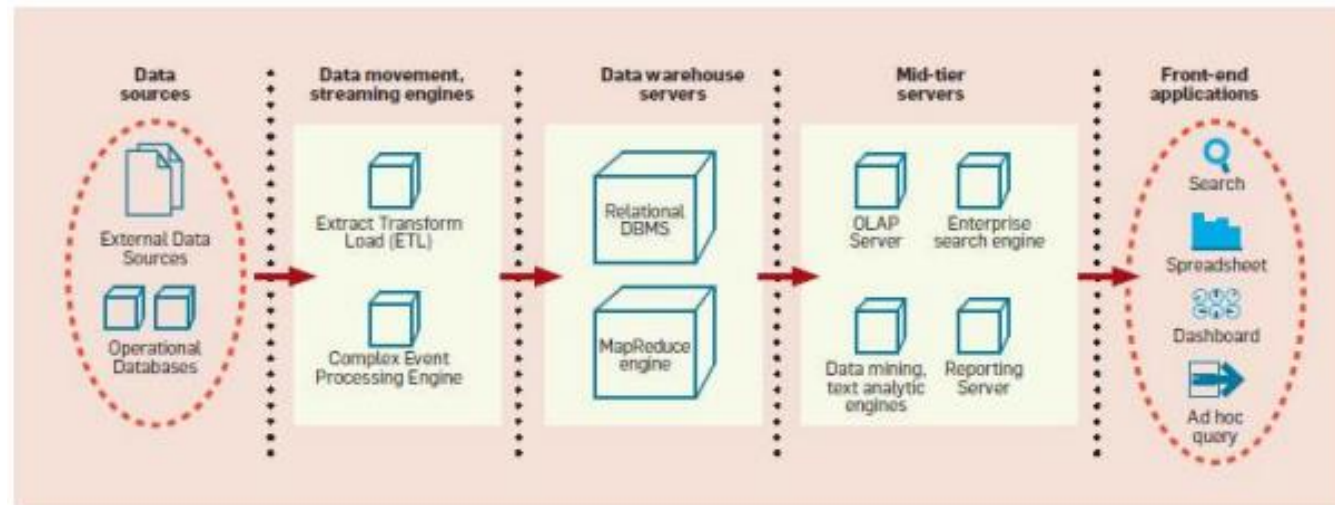 Data
sources
External Data
Sources
Operational
Databases
Data movement,
streaming engines
Extract Transform
Load (ETL)
Complex Event
Processing Engine
Data warehouse
servers
Relational
DBMS
MapReduce
engine
Mid-tier
servers
OLAP
Server
Enterprise
search engine
Data mining,
text analytic
engines
Reporting
Server
Front-end
applications
Search
Spreadsheet
Dashboard
Ad hoc
query